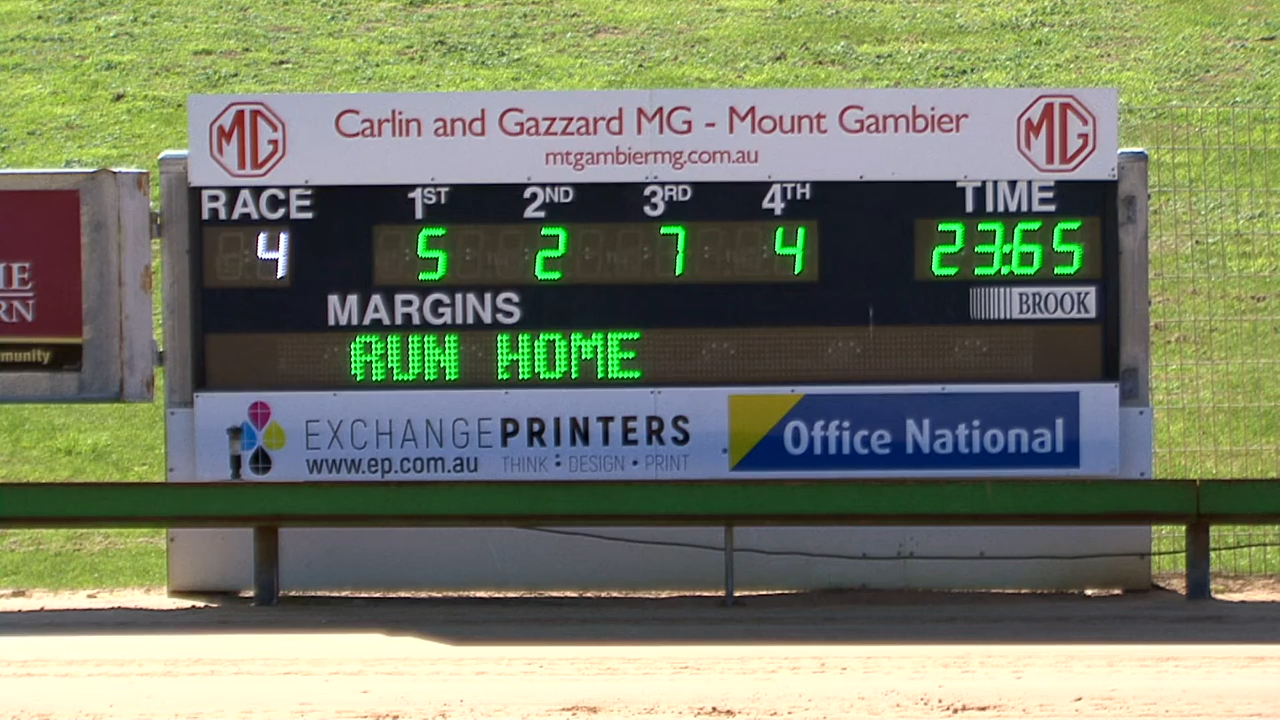 MG Carlin and Gazzard MG - Mount Gambier MG
mtgambiermg.com.au
RACE 1ST 2ND 3RD 4TH TIME
4 5 2 7 4 23.65
MARGINS BROOK
RUN HOME
EXCHANGEPRINTERS
www.ep.com.au THINK : DESIGN • PRINT
Office National